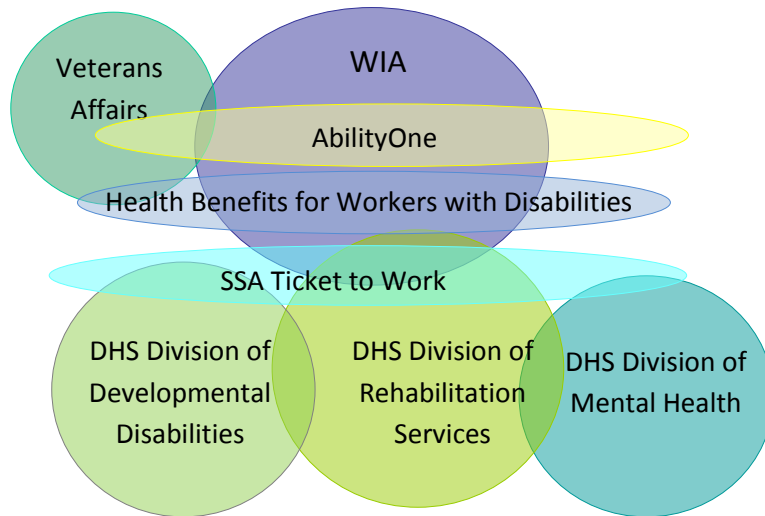 Veterans
Affairs
WIA
AbilityOne
Health Benefits for Workers with Disabilities
SSA Ticket to Work
DHS Division of
Developmental
Disabilities
DHS Division of
Rehabilitation
Services
DHS Division of
Mental Health